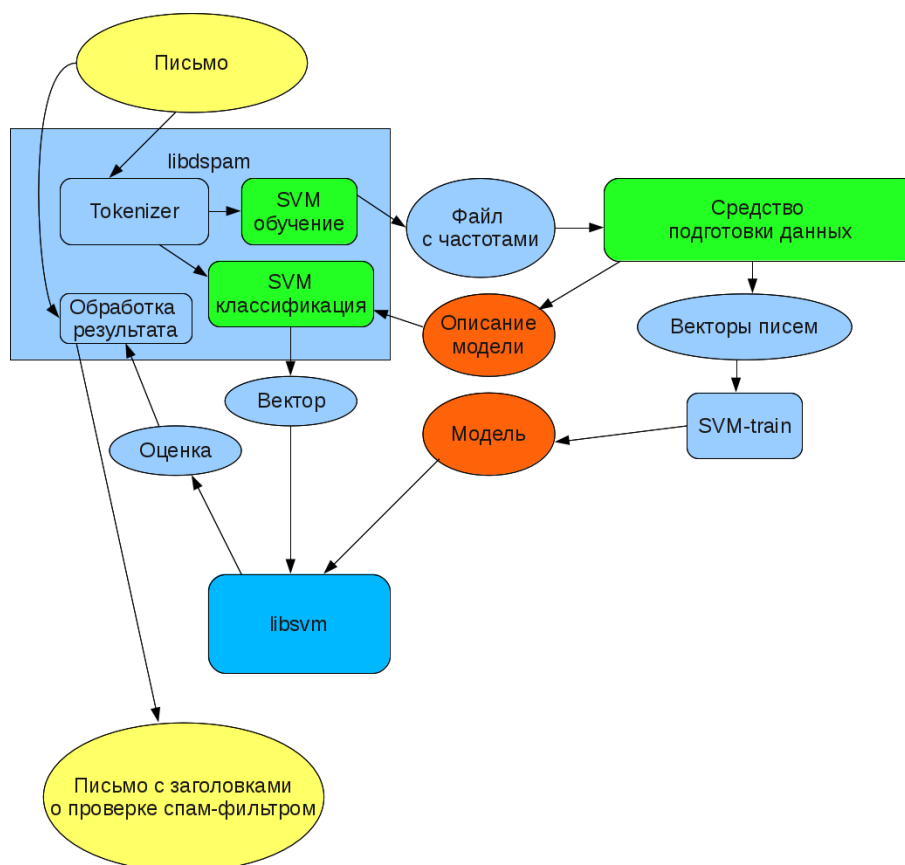 Письмо
libdspam
Tokenizer
SVM
обучение
Файл
с частотами
Средство
подготовки данных
SVM
классификация
Обработка
результата
Описание
модели
Векторы писем
Вектор
Модель
SVM-train
Оценка
libsvm
Письмо с заголовками
о проверке спам-фильтром